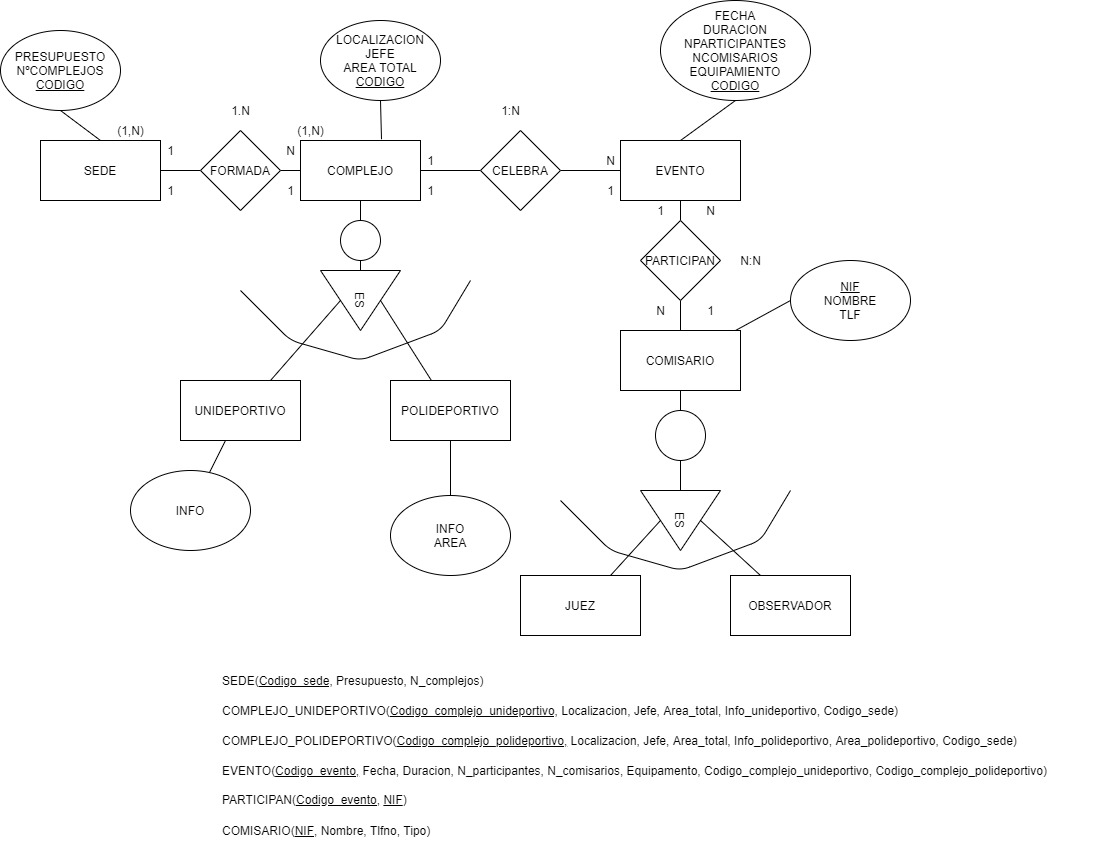 FECHA
DURACION
NPARTICIPANTES
NCOMISARIOS
EQUIPAMIENTO
CODIGO
LOCALIZACION
JEFE
AREA TOTAL
CODIGO
PRESUPUESTO
NºCOMPLEJOS
CODIGO
1.N
1:N
(1,N)
(1,N)
1
N
1
N
SEDE
FORMADA
COMPLEJO
CELEBRA
EVENTO
1
1
1
1
1
N
PARTICIPAN
N:N
NIF
NOMBRE
TLF
ES
N
1
COMISARIO
UNIDEPORTIVO
POLIDEPORTIVO
INFO
INFO
AREA
ES
JUEZ
OBSERVADOR
SEDE(Codigo_sede, Presupuesto, N_complejos)
COMPLEJO_UNIDEPORTIVO(Codigo_complejo_unideportivo, Localizacion, Jefe, Area_total, Info_unideportivo, Codigo_sede)
COMPLEJO_POLIDEPORTIVO(Codigo_complejo_polideportivo, Localizacion, Jefe, Area_total, Info_polideportivo, Area_polideportivo, Codigo_sede)
EVENTO(Codigo_evento, Fecha, Duracion, N_participantes, N_comisarios, Equipamento, Codigo_complejo_unideportivo, Codigo_complejo_polideportivo)
PARTICIPAN(Codigo_evento, NIF)
COMISARIO(NIF, Nombre, Tlfno, Tipo)